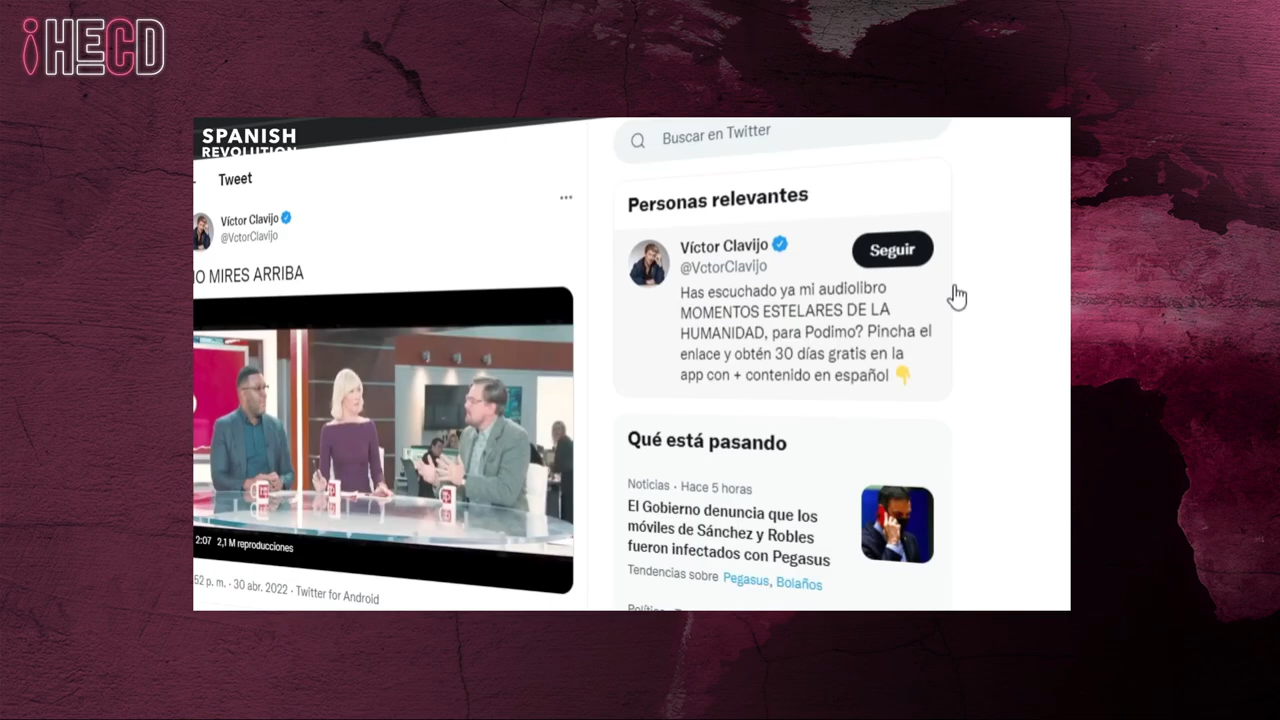 ¡HECD
SPANISH
REVOLUTION
Tweet
Víctor Clavijo
@VctorClavijo
O MIRES ARRIBA
2:07 2,1 M reproducciones
52 p. m. · 30 abr. 2022 · Twitter for Android
Buscar en Twitter
Personas relevantes
Víctor Clavijo
@VctorClavijo
Seguir
Has escuchado ya mi audiolibro
MOMENTOS ESTELARES DE LA
HUMANIDAD, para Podimo? Pincha el
enlace y obtén 30 días gratis en la
app con + contenido en español 👇
Qué está pasando
Noticias · Hace 5 horas
El Gobierno denuncia que los
móviles de Sánchez y Robles
fueron infectados con Pegasus
Tendencias sobre Pegasus, Bolaños